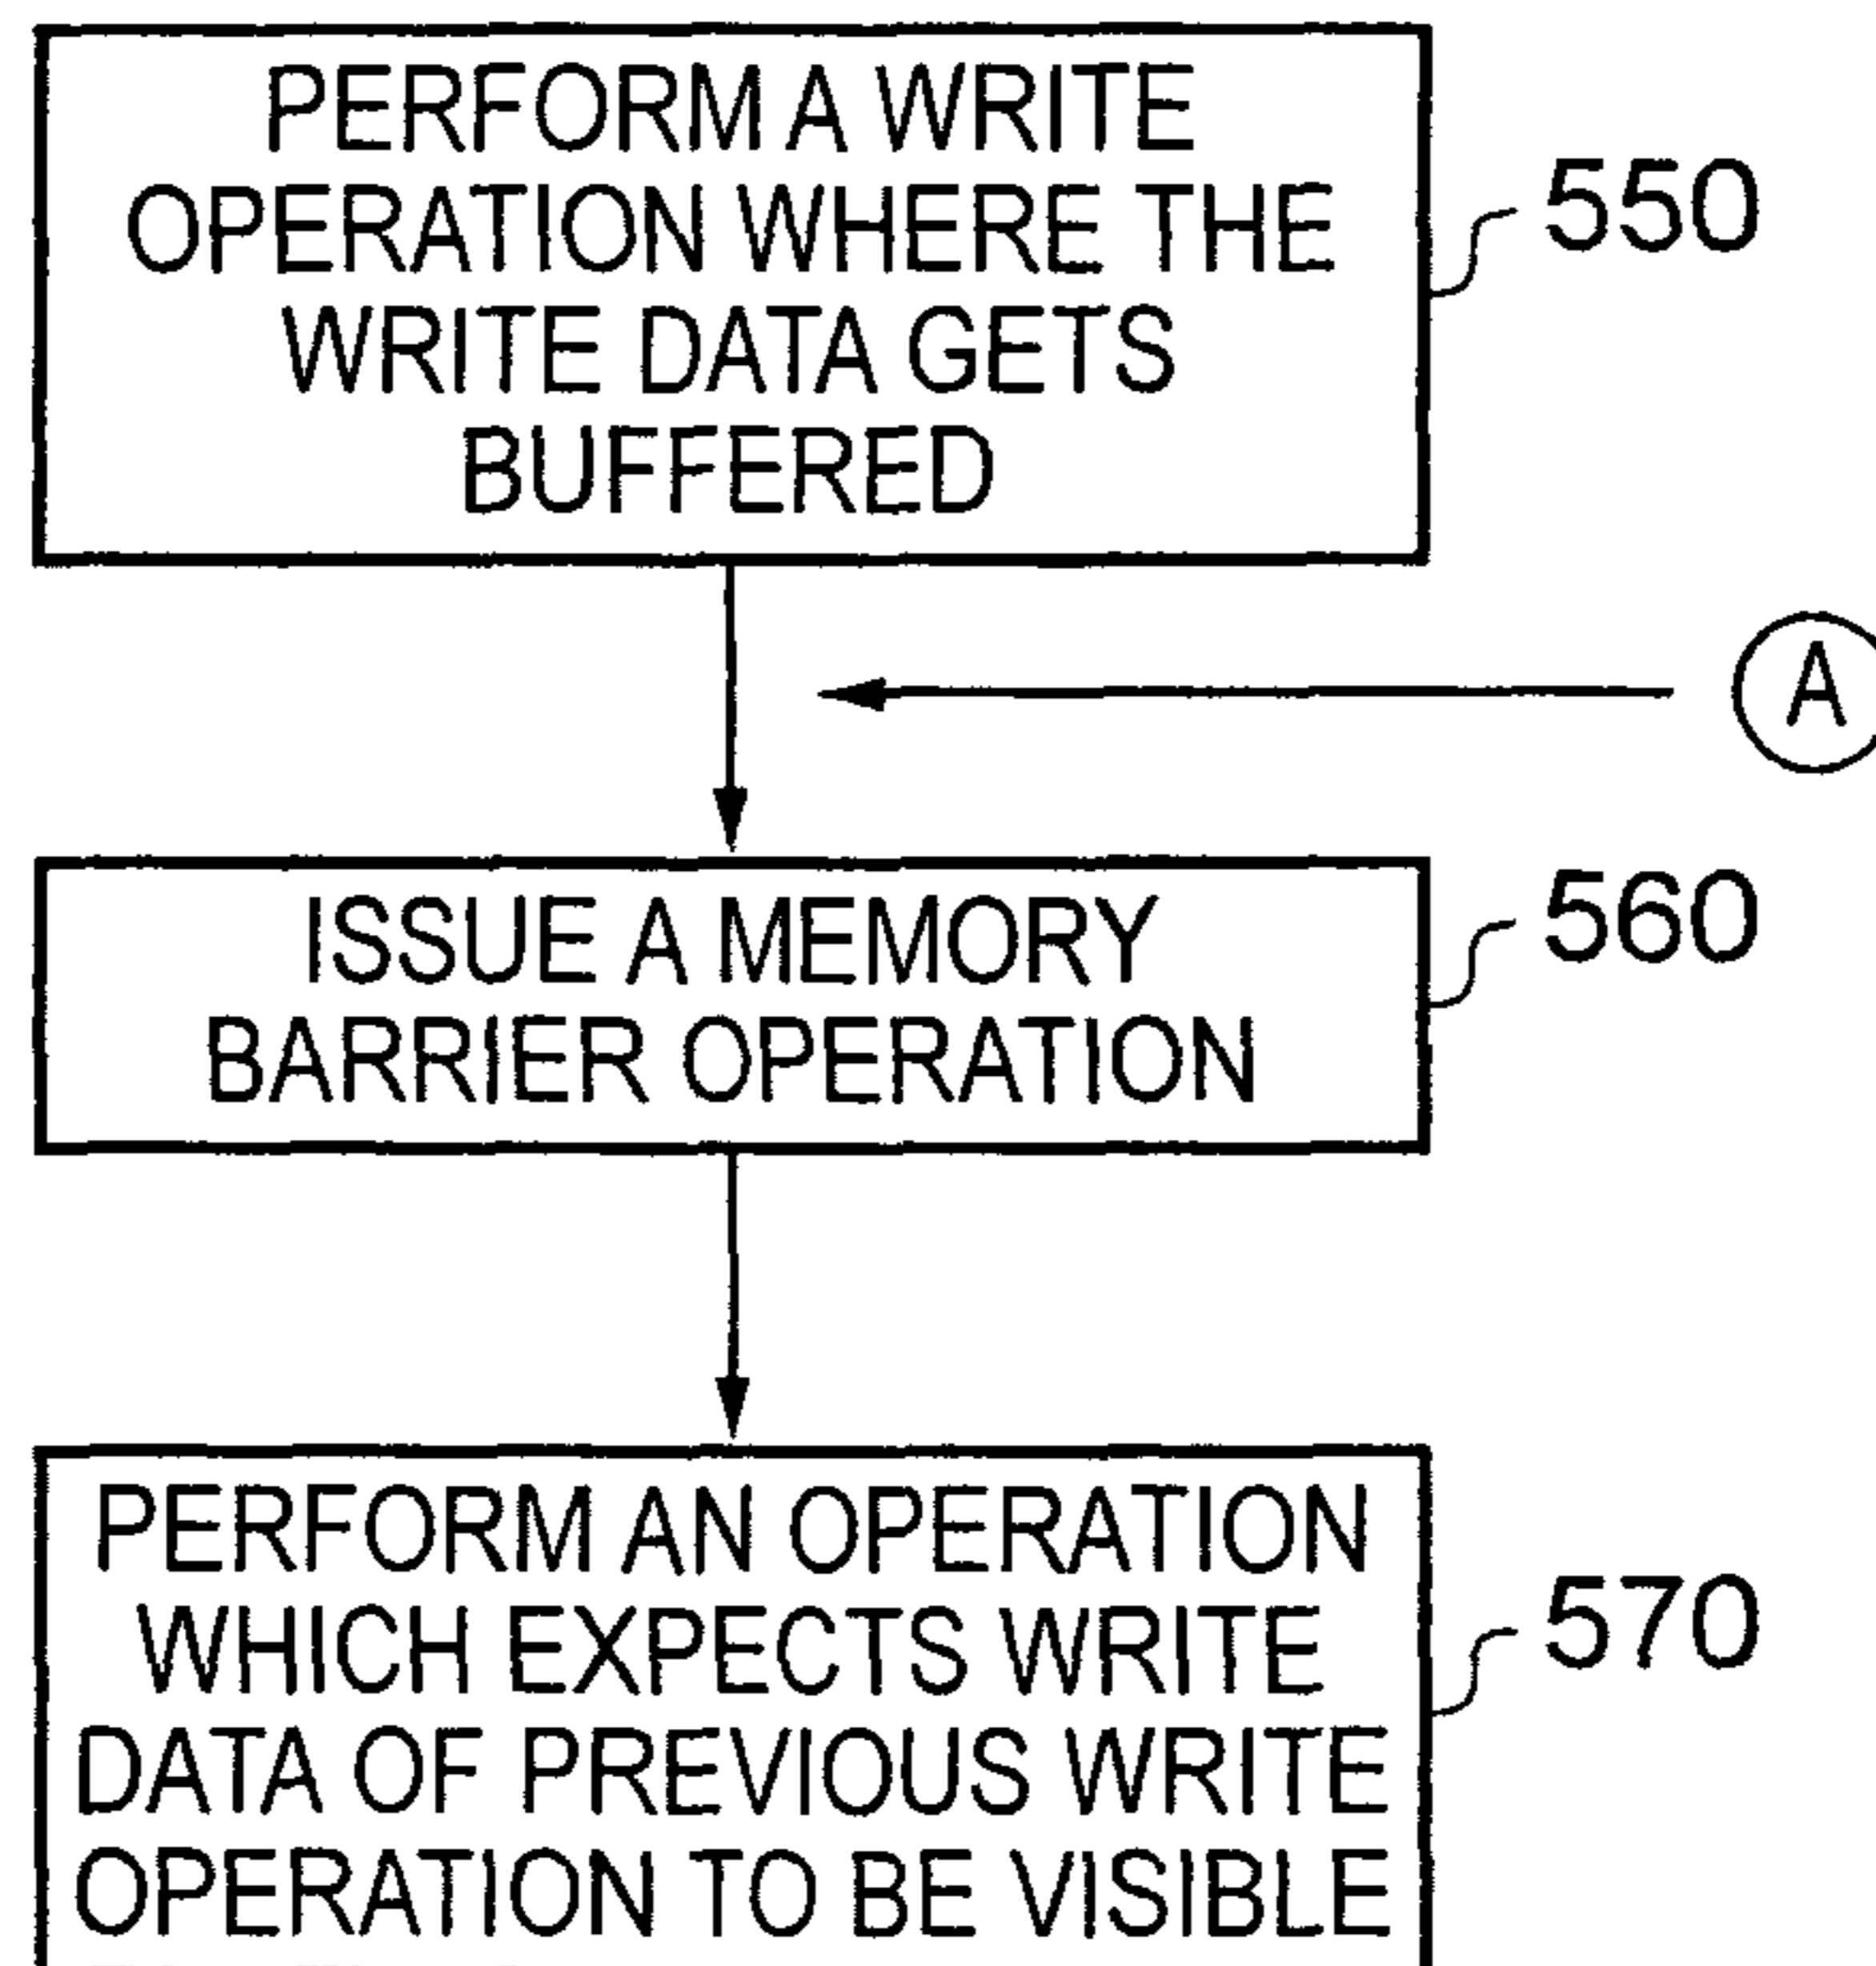 PERFORM A WRITE
OPERATION WHERE THE
WRITE DATA GETS
BUFFERED
550
A
ISSUE A MEMORY
BARRIER OPERATION
560
PERFORM AN OPERATION
WHICH EXPECTS WRITE
DATA OF PREVIOUS WRITE
OPERATION TO BE VISIBLE
570